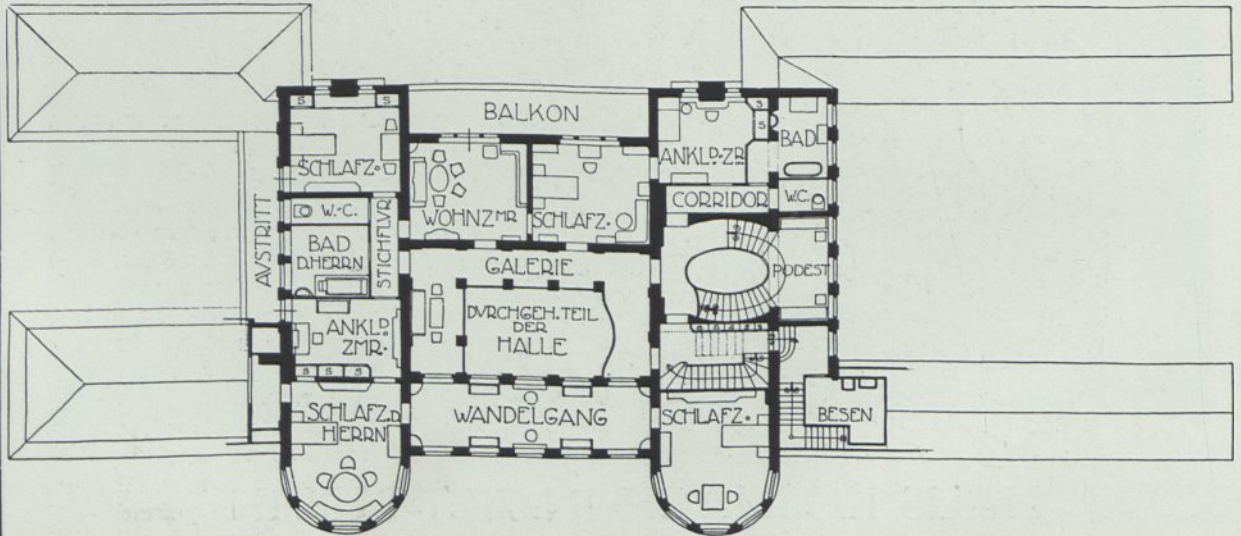 BALKON
S
S
SCHLAFZ.
WOHNZMR
SCHLAFZ.
ANKLD. ZR.
S
S
BAD
CORRIDOR
W.C.
AVSTRITT
W.-C.
BAD
D.HERRN
STICHFLVR
GALERIE
DVRCHGEH. TEIL
DER
HALLE
PODEST
ANKLD.
ZMR.
S S S
S S S S S
SCHLAFZ. D.
HERRN
WANDELGANG
SCHLAFZ.
BESEN